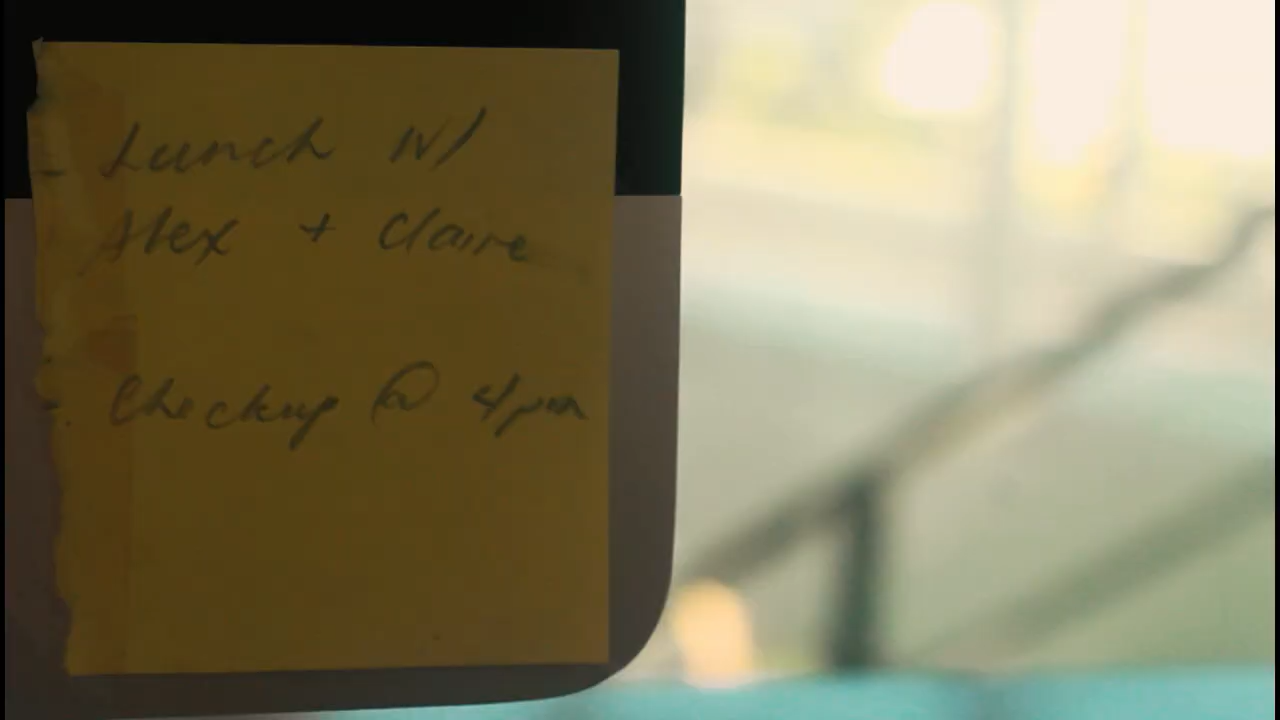 - Lunch w/
Alex + Claire
- Checkup @ 4pm